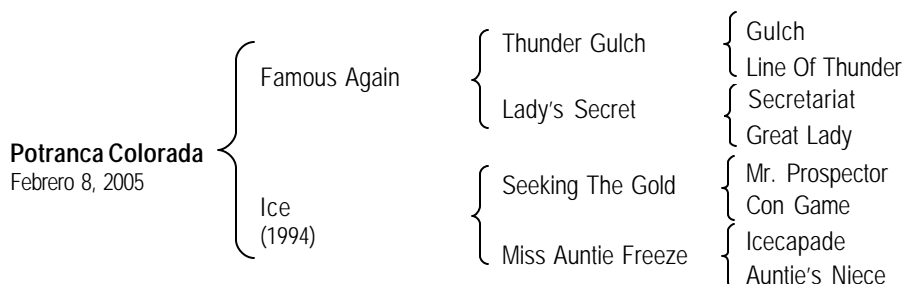 Potranca Colorada
Febrero 8, 2005
Famous Again
Ice
(1994)
Thunder Gulch
Lady's Secret
Seeking The Gold
Miss Auntie Freeze
Gulch
Line Of Thunder
Secretariat
Great Lady
Mr. Prospector
Con Game
Icecapade
Auntie's Niece